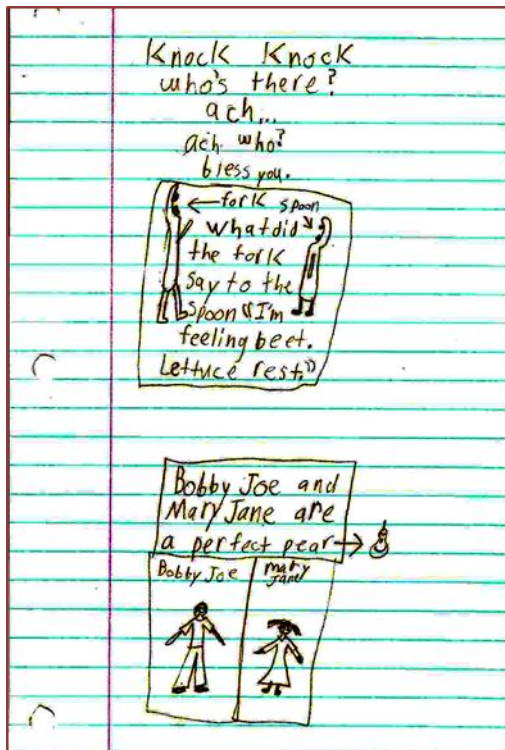 Knock Knock
who's there?
ach...
ach who?
bless you.
←fork spoon
what did
the fork
say to the
spoon "I'm
feeling beet.
Lettuce rest."
Bobby Joe and
Mary Jane are
a perfect pear→
Bobby Joe
mary
jane